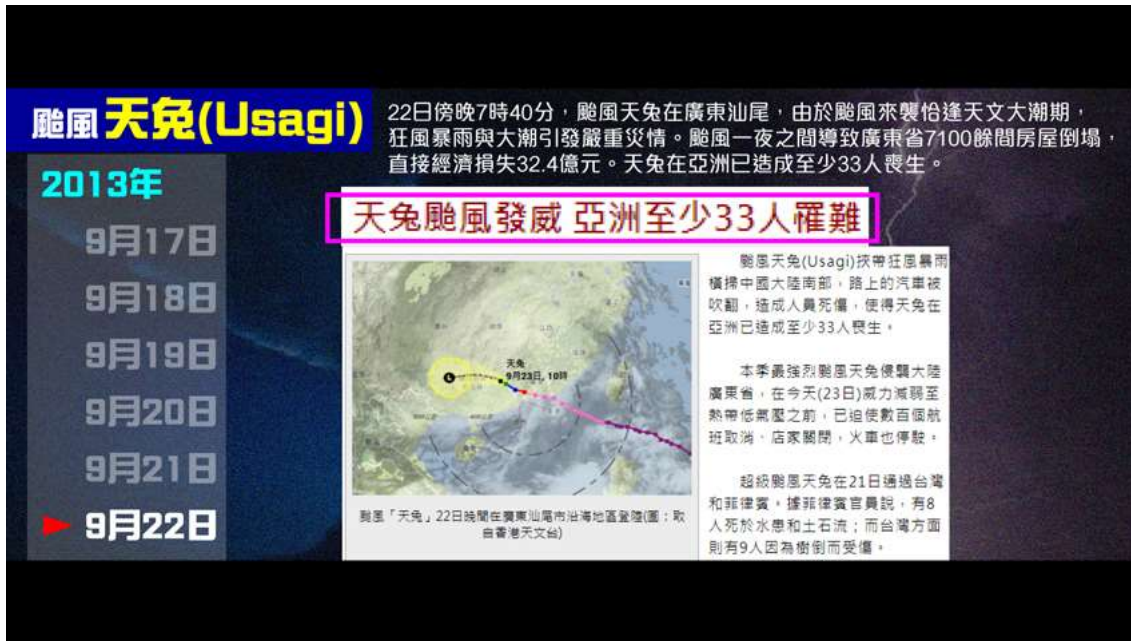 颱風天兔(Usagi)
22日傍晚7時40分，颱風天兔在廣東汕尾，由於颱風來襲恰逢天文大潮期，
狂風暴雨與大潮引發嚴重災情。颱風一夜之間導致廣東省7100餘間房屋倒塌，
直接經濟損失32.4億元。天兔在亞洲已造成至少33人喪生。
2013年
9月17日
9月18日
9月19日
9月20日
9月21日
9月22日
天兔颱風發威 亞洲至少33人罹難
天兔
9月23日, 10時
颱風「天兔」22日晚間在廣東汕尾市沿海地區登陸(圖：取
自香港天文台)
颱風天兔(Usagi)挾帶狂風暴雨
橫掃中國大陸南部，路上的汽車被
吹翻，造成人員死傷，使得天兔在
亞洲已造成至少33人喪生。
本季最強烈颱風天兔侵襲大陸
廣東省，在今天(23日)威力減弱至
熱帶低氣壓之前，已迫使數百個航
班取消、店家關閉，火車也停駛。
超級颱風天兔在21日通過台灣
和菲律賓。據菲律賓官員說，有8
人死於水患和土石流；而台灣方面
則有9人因為樹倒而受傷。